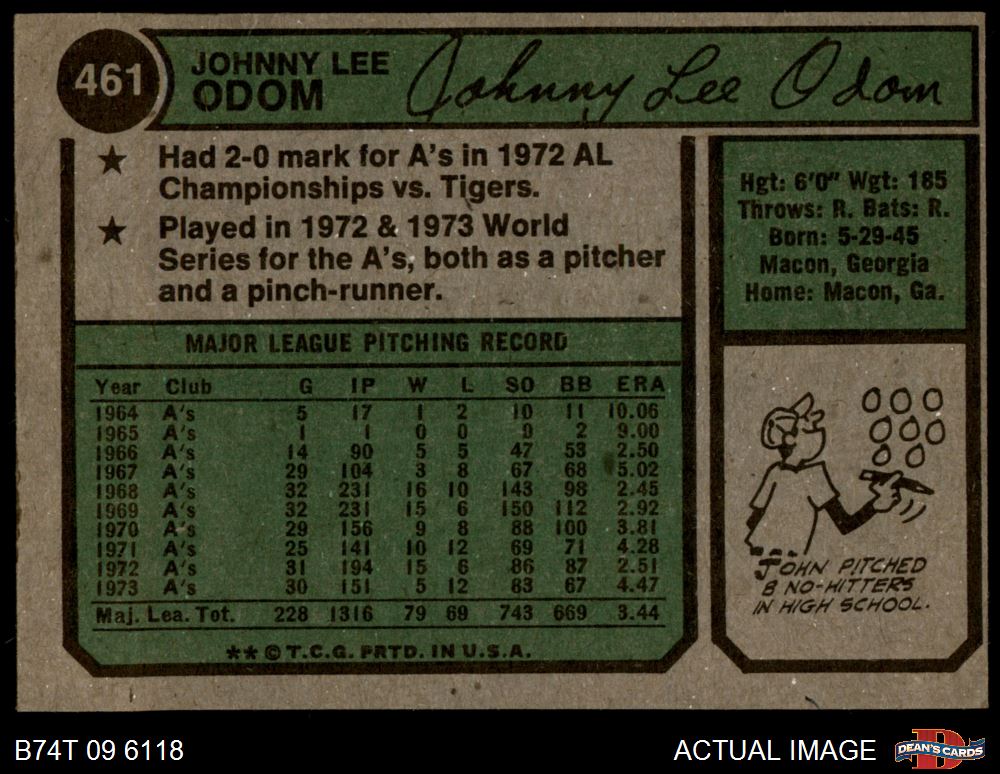 461
JOHNNY LEE
ODOM
Johnny Lee Odom
★ Had 2-0 mark for A's in 1972 AL
Championships vs. Tigers.
★ Played in 1972 & 1973 World
Series for the A's, both as a pitcher
and a pinch-runner.
Hgt: 6'0" Wgt: 185
Throws: R. Bats: R.
Born: 5-29-45
Macon, Georgia
Home: Macon, Ga.
MAJOR LEAGUE PITCHING RECORD
Year Club G IP W L SO BB ERA
1964 A's 5 17 1 2 10 11 10.06
1965 A's 1 1 0 0 0 2 9.00
1966 A's 14 90 5 5 47 53 2.50
1967 A's 29 104 3 8 67 68 5.02
1968 A's 32 231 16 10 143 98 2.45
1969 A's 32 231 15 6 150 112 2.92
1970 A's 29 156 9 8 88 100 3.81
1971 A's 25 141 10 12 69 71 4.28
1972 A's 31 194 15 6 86 87 2.51
1973 A's 30 151 5 12 83 67 4.47
Maj. Lea. Tot. 228 1316 79 69 743 669 3.44
**©T.C.G. PRTD. IN U.S.A.
000
000
00
JOHN PITCHED
8 NO-HITTERS
IN HIGH SCHOOL.
B74T 09 6118
ACTUAL IMAGE
D
DEAN'S CARDS